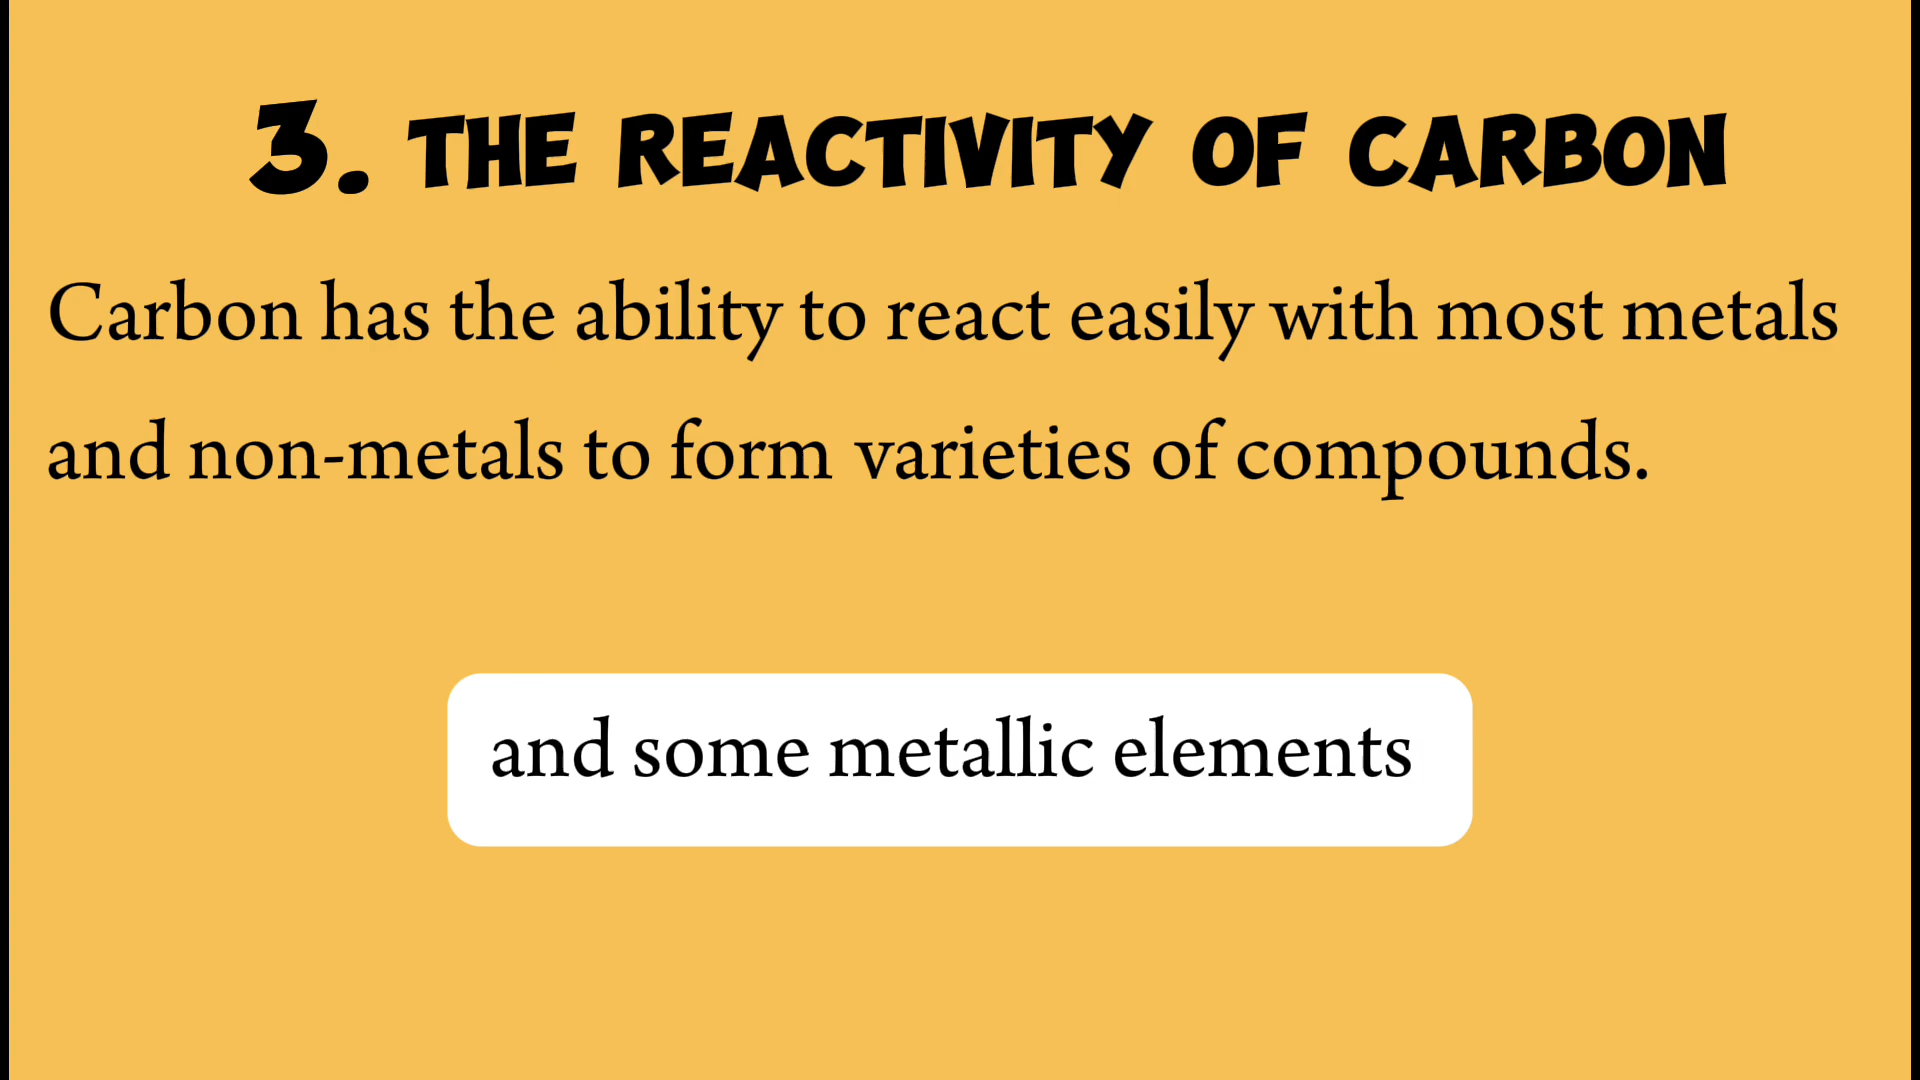 3. THE REACTIVITY OF CARBON
Carbon has the ability to react easily with most metals
and non-metals to form varieties of compounds.
and some metallic elements